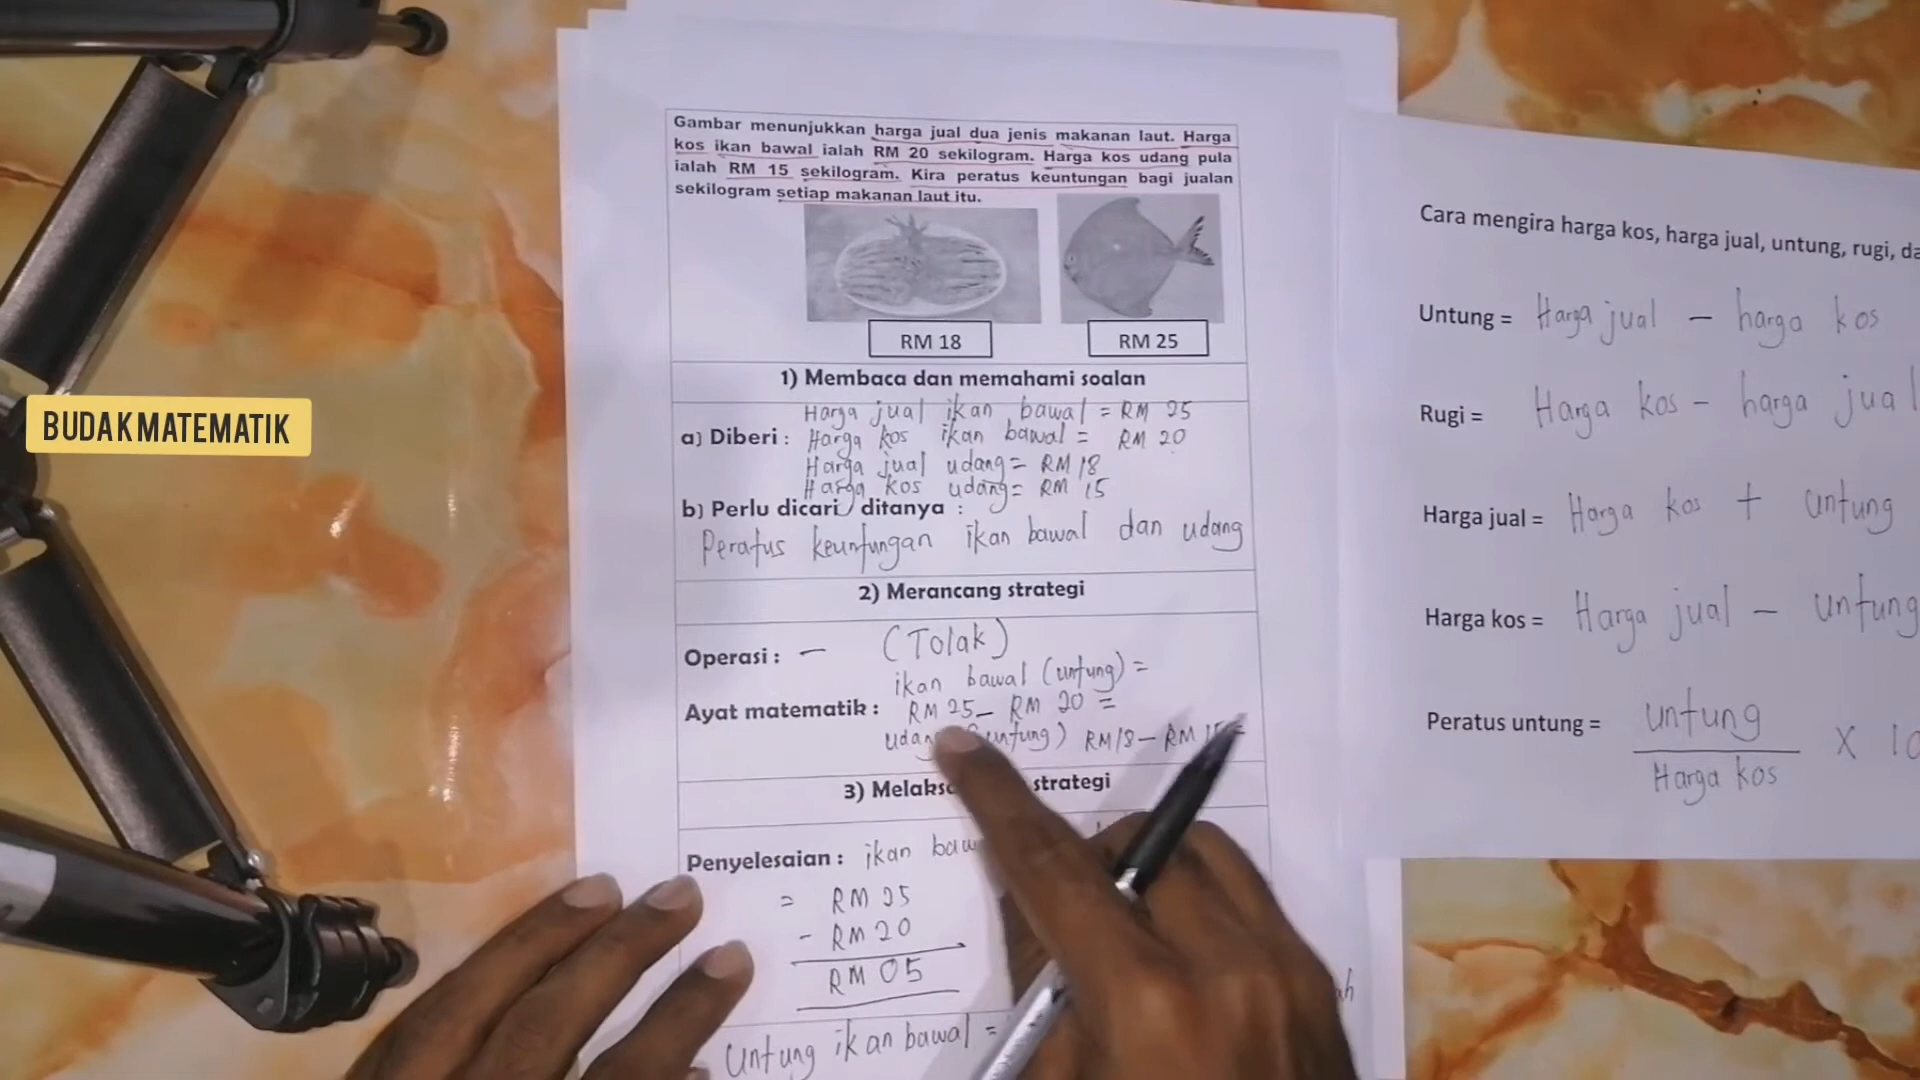 Gambar menunjukkan harga jual dua jenis makanan laut. Harga
kos ikan bawal ialah RM 20 sekilogram. Harga kos udang pula
ialah RM 15 sekilogram. Kira peratus keuntungan bagi jualan
sekilogram setiap makanan laut itu.
RM 18
RM 25
1) Membaca dan memahami soalan
Harga jual ikan bawal = RM 25
a) Diberi : Harga kos ikan bawal = RM 20
Harga jual udang = RM 18
Harga kos udang = RM 15
b) Perlu dicari / ditanya :
Peratus keuntungan ikan bawal dan udang
2) Merancang strategi
Operasi : — (Tolak)
ikan bawal (untung) =
Ayat matematik : RM 25 - RM 20 =
RM 18 - RM
3) strategi
Penyelesaian : ikan
= RM 25
- RM 20
RM 05
Untung ikan bawal =
Cara mengira harga kos, harga jual, untung, rugi,
Untung = Harga jual - harga kos
Rugi = Harga kos - harga jual
Harga jual = Harga kos + untung
Harga kos = Harga jual - untung
Peratus untung = untung
Harga kos
X
BUDAK MATEMATIK